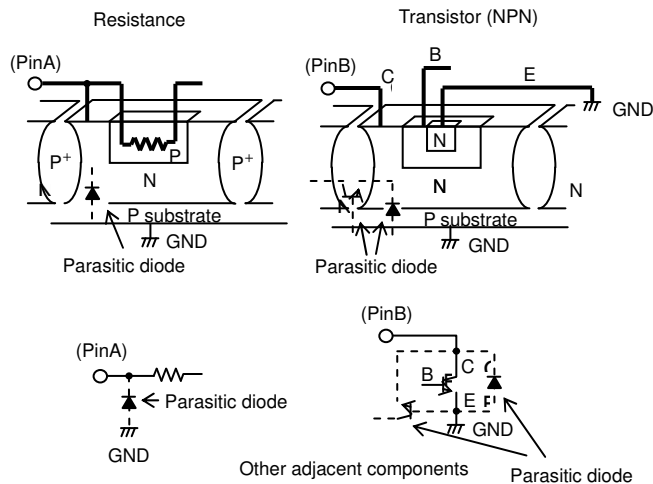 Resistance
Transistor (NPN)
(PinA)
P+
P
P+
N
P substrate
GND
Parasitic diode
(PinB)
C
B
E
GND
N
N
N
P substrate
GND
Parasitic diode
(PinA)
Parasitic diode
GND
(PinB)
C
B
E
GND
Other adjacent components
Parasitic diode